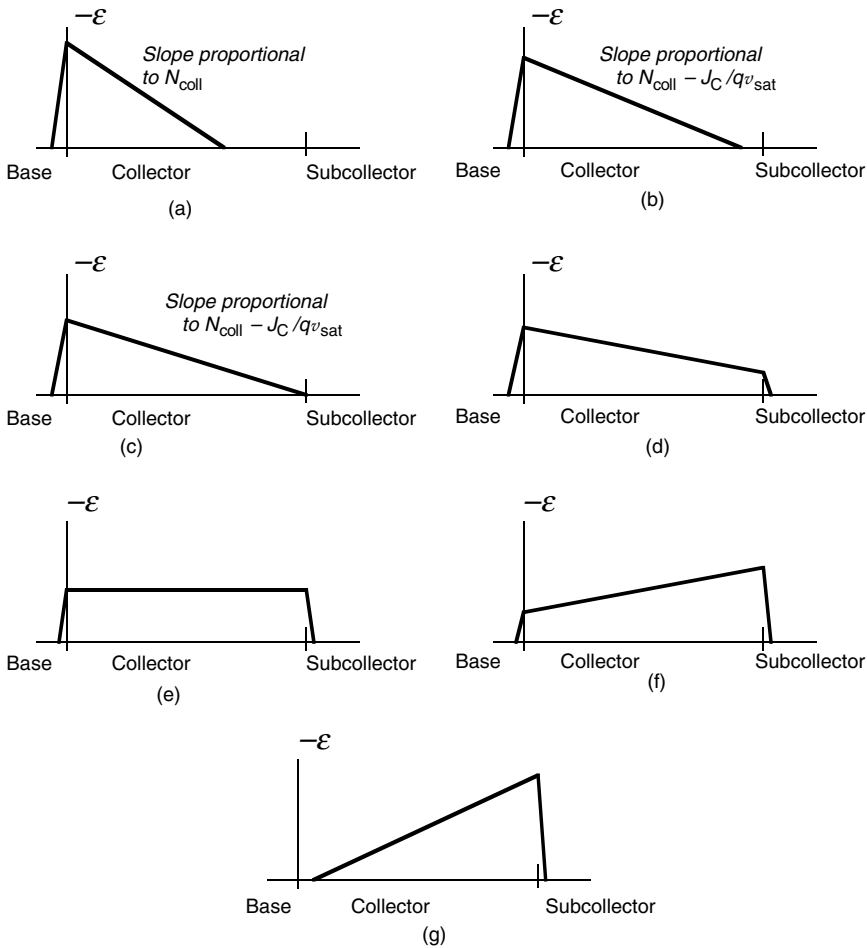 −ε
Slope proportional
to N_coll
Base
Collector
Subcollector
(a)
−ε
Slope proportional
to N_coll − J_C/qv_sat
Base
Collector
Subcollector
(b)
−ε
Slope proportional
to N_coll − J_C/qv_sat
Base
Collector
Subcollector
(c)
−ε
Base
Collector
Subcollector
(d)
−ε
Base
Collector
Subcollector
(e)
−ε
Base
Collector
Subcollector
(f)
−ε
Base
Collector
Subcollector
(g)